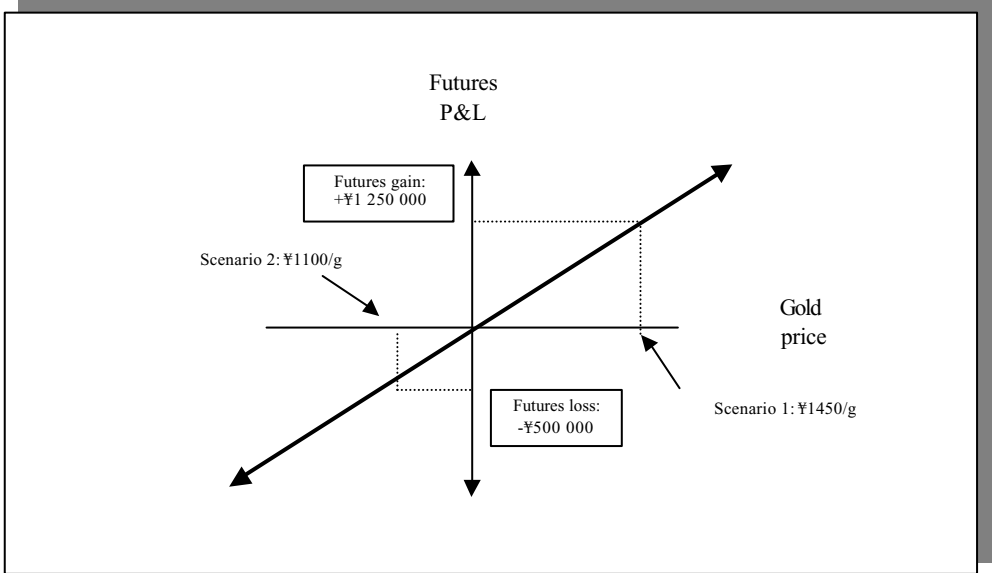 Futures
P&L
Futures gain:
+¥1 250 000
Scenario 2: ¥1100/g
Gold
price
Futures loss:
-¥500 000
Scenario 1: ¥1450/g